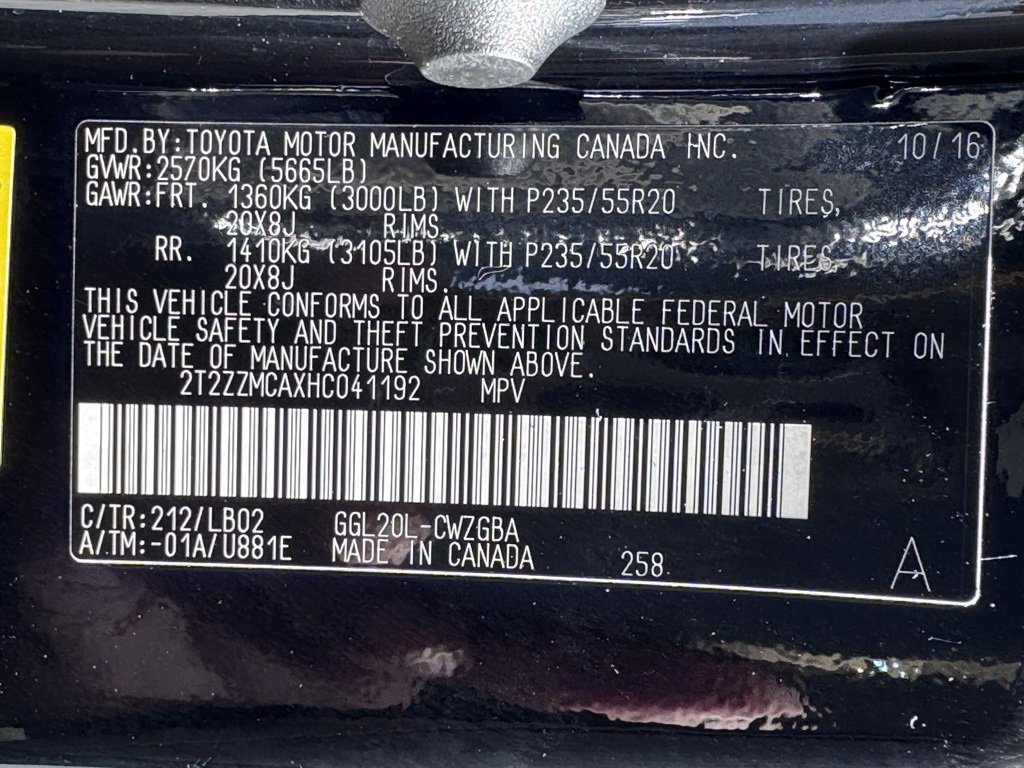 MFD. BY: TOYOTA MOTOR MANUFACTURING CANADA INC. 10/16
GVWR: 2570KG (5665LB)
GAWR: FRT. 1360KG (3000LB) WITH P235/55R20 TIRES,
20X8J RIMS.
RR. 1410KG (3105LB) WITH P235/55R20 TIRES,
20X8J RIMS.
THIS VEHICLE CONFORMS TO ALL APPLICABLE FEDERAL MOTOR
VEHICLE SAFETY AND THEFT PREVENTION STANDARDS IN EFFECT ON
THE DATE OF MANUFACTURE SHOWN ABOVE.
2T2ZZMCAXHC041192 MPV
C/TR: 212/LB02 GGL20L-CWZGBA
A/TM: -01A/U881E MADE IN CANADA 258 A